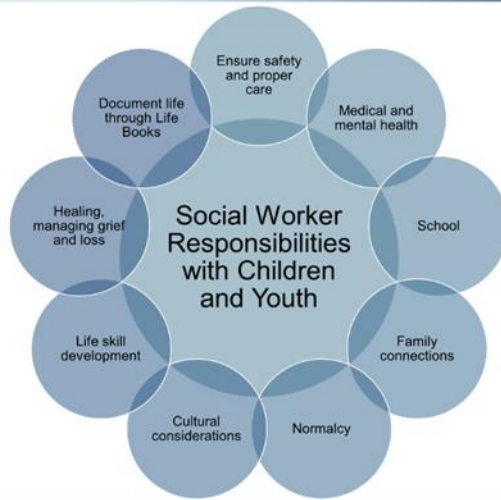 Social Worker
Responsibilities
with Children
and Youth
Ensure safety
and proper
care
Medical and
mental health
School
Family
connections
Normalcy
Cultural
considerations
Life skill
development
Healing,
managing grief
and loss
Document life
through Life
Books